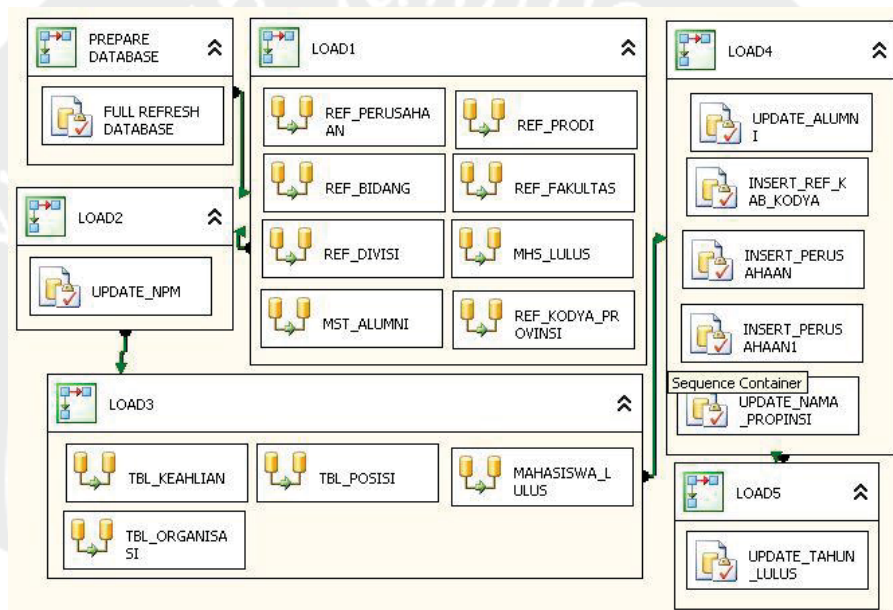 PREPARE
DATABASE
FULL REFRESH
DATABASE
LOAD1
REF_PERUSAHA
AN
REF_PRODI
REF_BIDANG
REF_FAKULTAS
REF_DIVISI
MHS_LULUS
MST_ALUMNI
REF_KODYA_PR
OVINSI
LOAD2
UPDATE_NPM
LOAD3
TBL_KEAHLIAN
TBL_POSISI
MAHASISWA_L
ULUS
TBL_ORGANISA
SI
LOAD4
UPDATE_ALUMN
I
INSERT_REF_K
AB_KODYA
INSERT_PERUS
AHAAN
INSERT_PERUS
AHAAN1
Sequence Container
UPDATE_NAMA
_PROPINSI
LOAD5
UPDATE_TAHUN
_LULUS